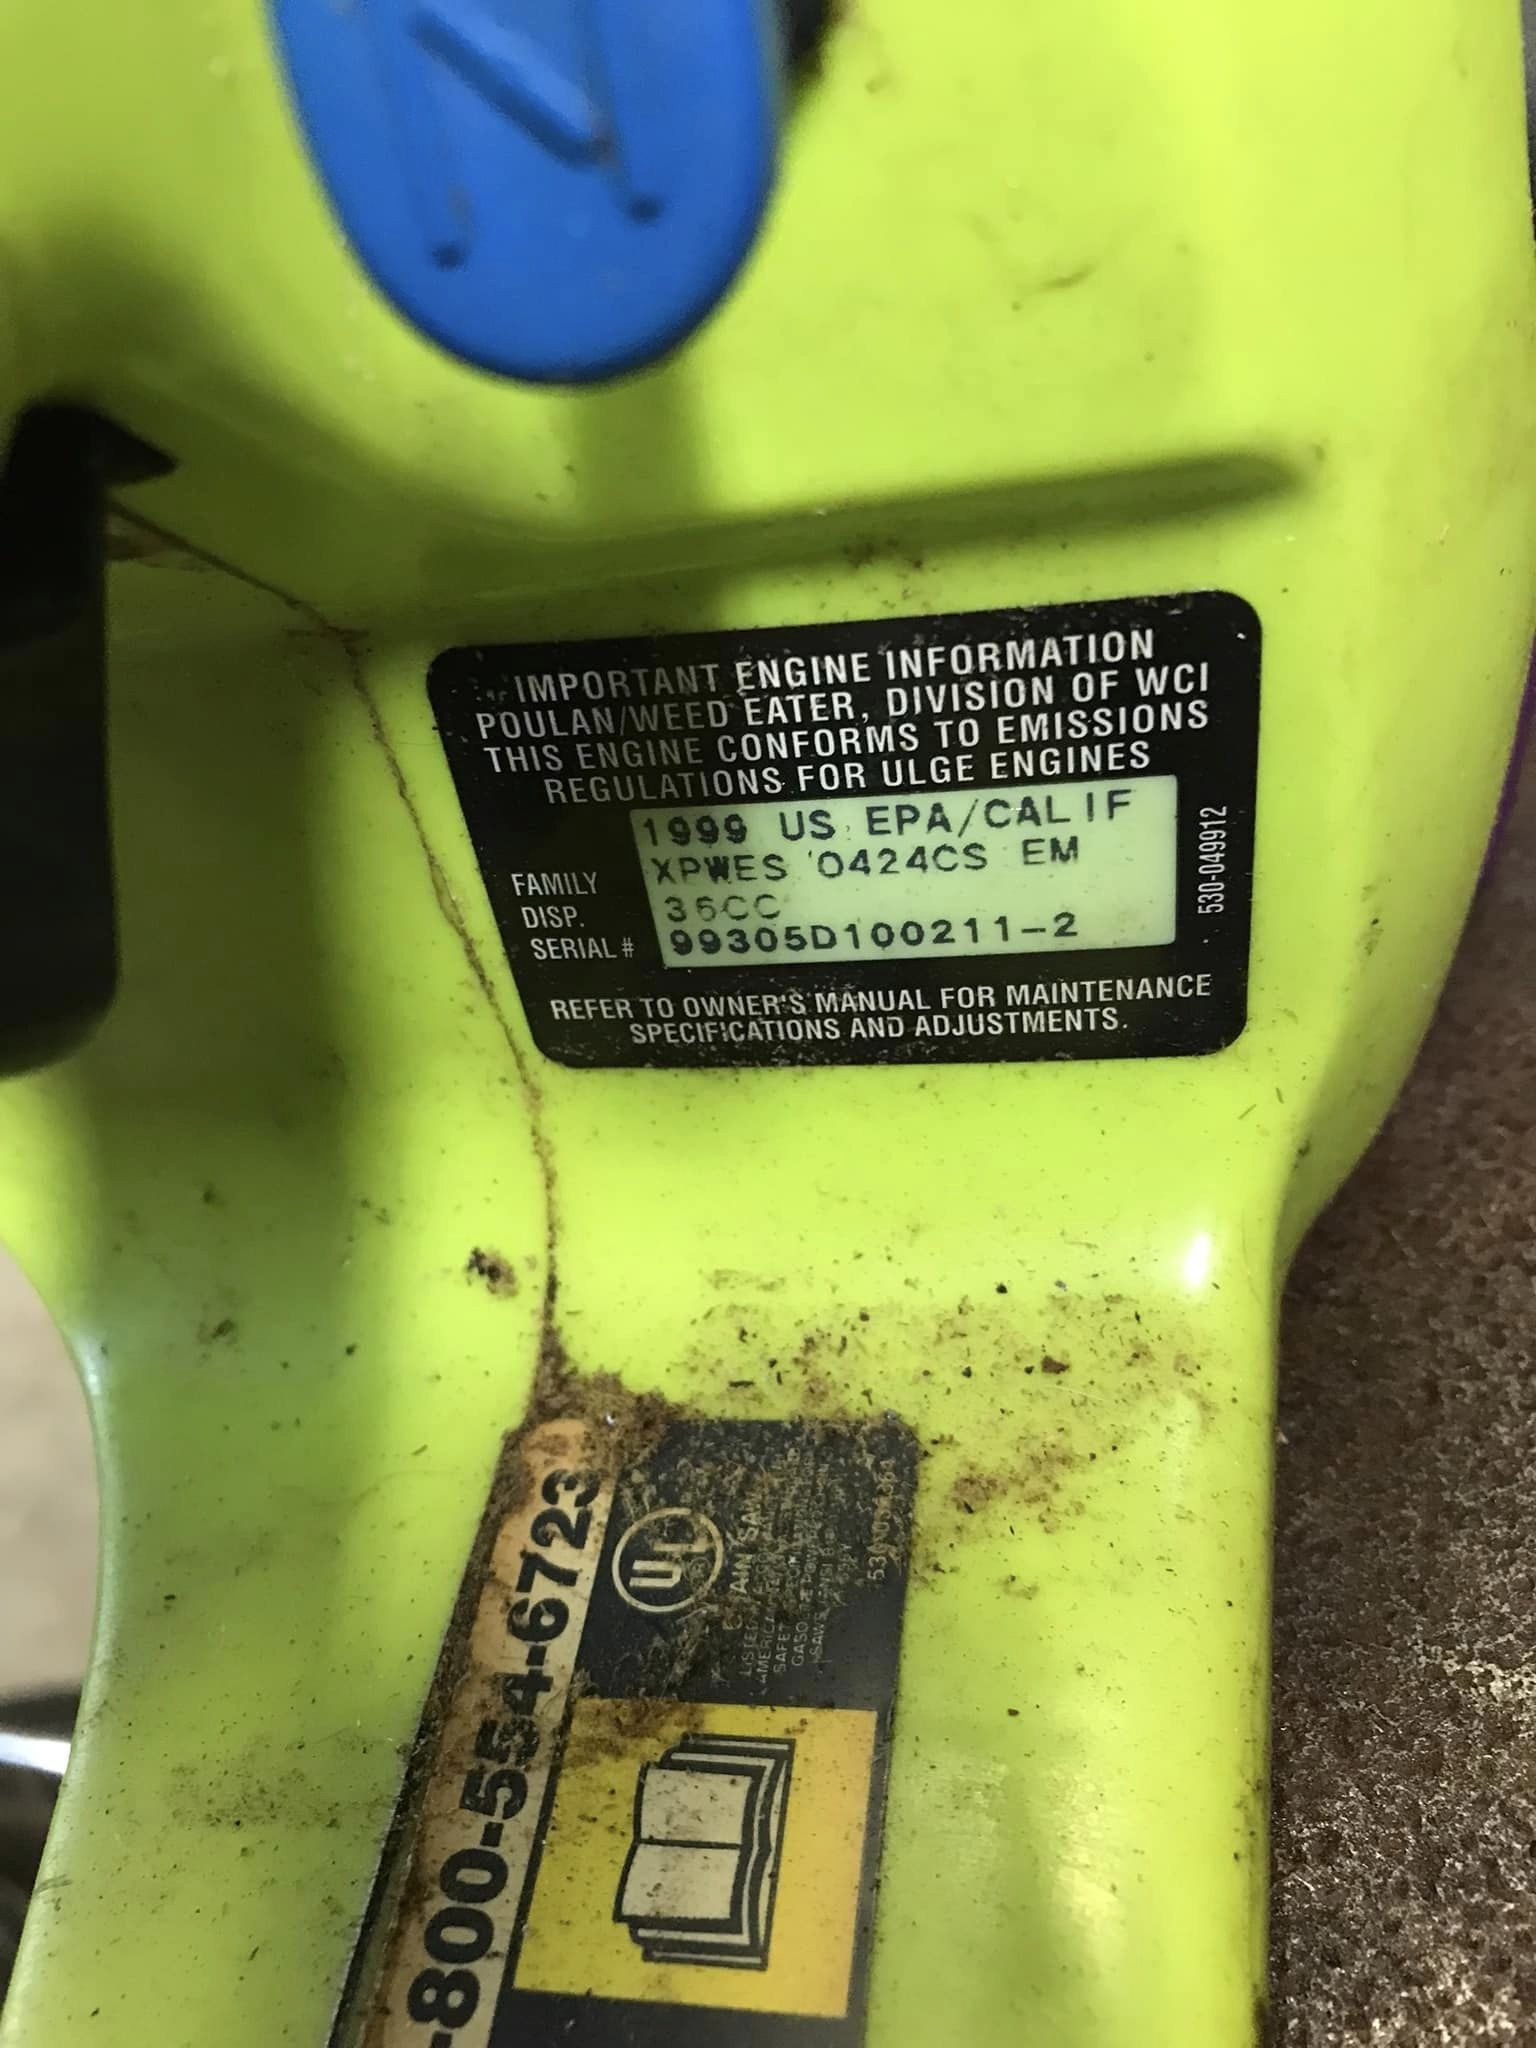 IMPORTANT ENGINE INFORMATION
POULAN/WEED EATER, DIVISION OF WCI
THIS ENGINE CONFORMS TO EMISSIONS
REGULATIONS FOR ULGE ENGINES
1999 US EPA/CALIF
FAMILY XPWES 0424CS EM
DISP. 36CC
SERIAL # 99305D100211-2
530-049912
REFER TO OWNER'S MANUAL FOR MAINTENANCE
SPECIFICATIONS AND ADJUSTMENTS.
-800-554-6723
UL
LISTED